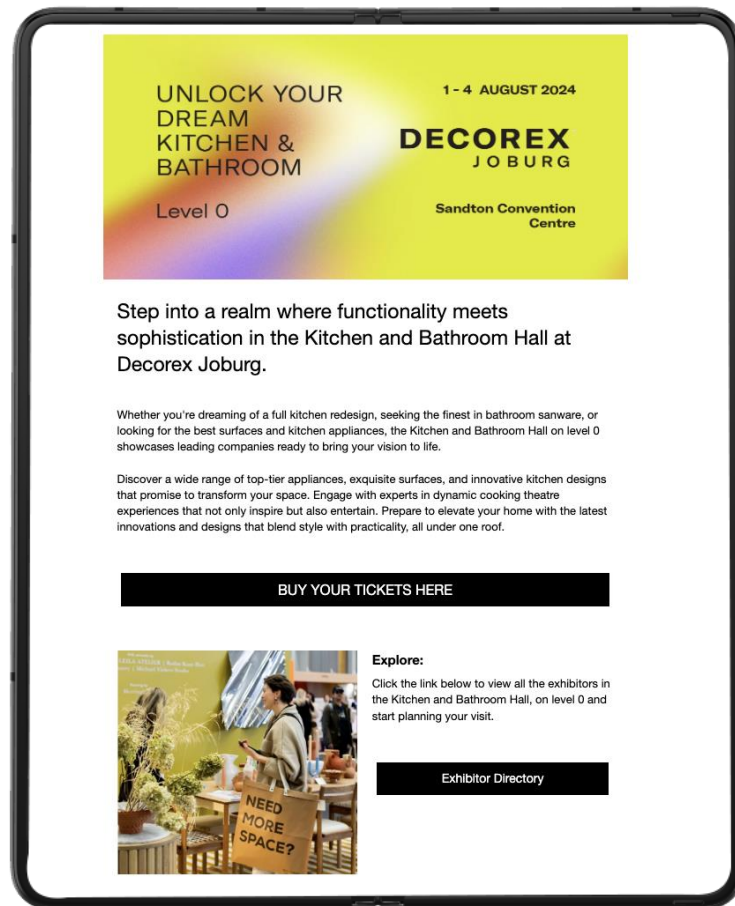 UNLOCK YOUR
DREAM
KITCHEN &
BATHROOM
Level 0
1 - 4 AUGUST 2024
DECOREX
JOBURG
Sandton Convention
Centre
Step into a realm where functionality meets
sophistication in the Kitchen and Bathroom Hall at
Decorex Joburg.
Whether you're dreaming of a full kitchen redesign, seeking the finest in bathroom sanware, or
looking for the best surfaces and kitchen appliances, the Kitchen and Bathroom Hall on level 0
showcases leading companies ready to bring your vision to life.
Discover a wide range of top-tier appliances, exquisite surfaces, and innovative kitchen designs
that promise to transform your space. Engage with experts in dynamic cooking theatre
experiences that not only inspire but also entertain. Prepare to elevate your home with the latest
innovations and designs that blend style with practicality, all under one roof.
BUY YOUR TICKETS HERE
NEED
MORE
SPACE?
Explore:
Click the link below to view all the exhibitors in
the Kitchen and Bathroom Hall, on level 0 and
start planning your visit.
Exhibitor Directory